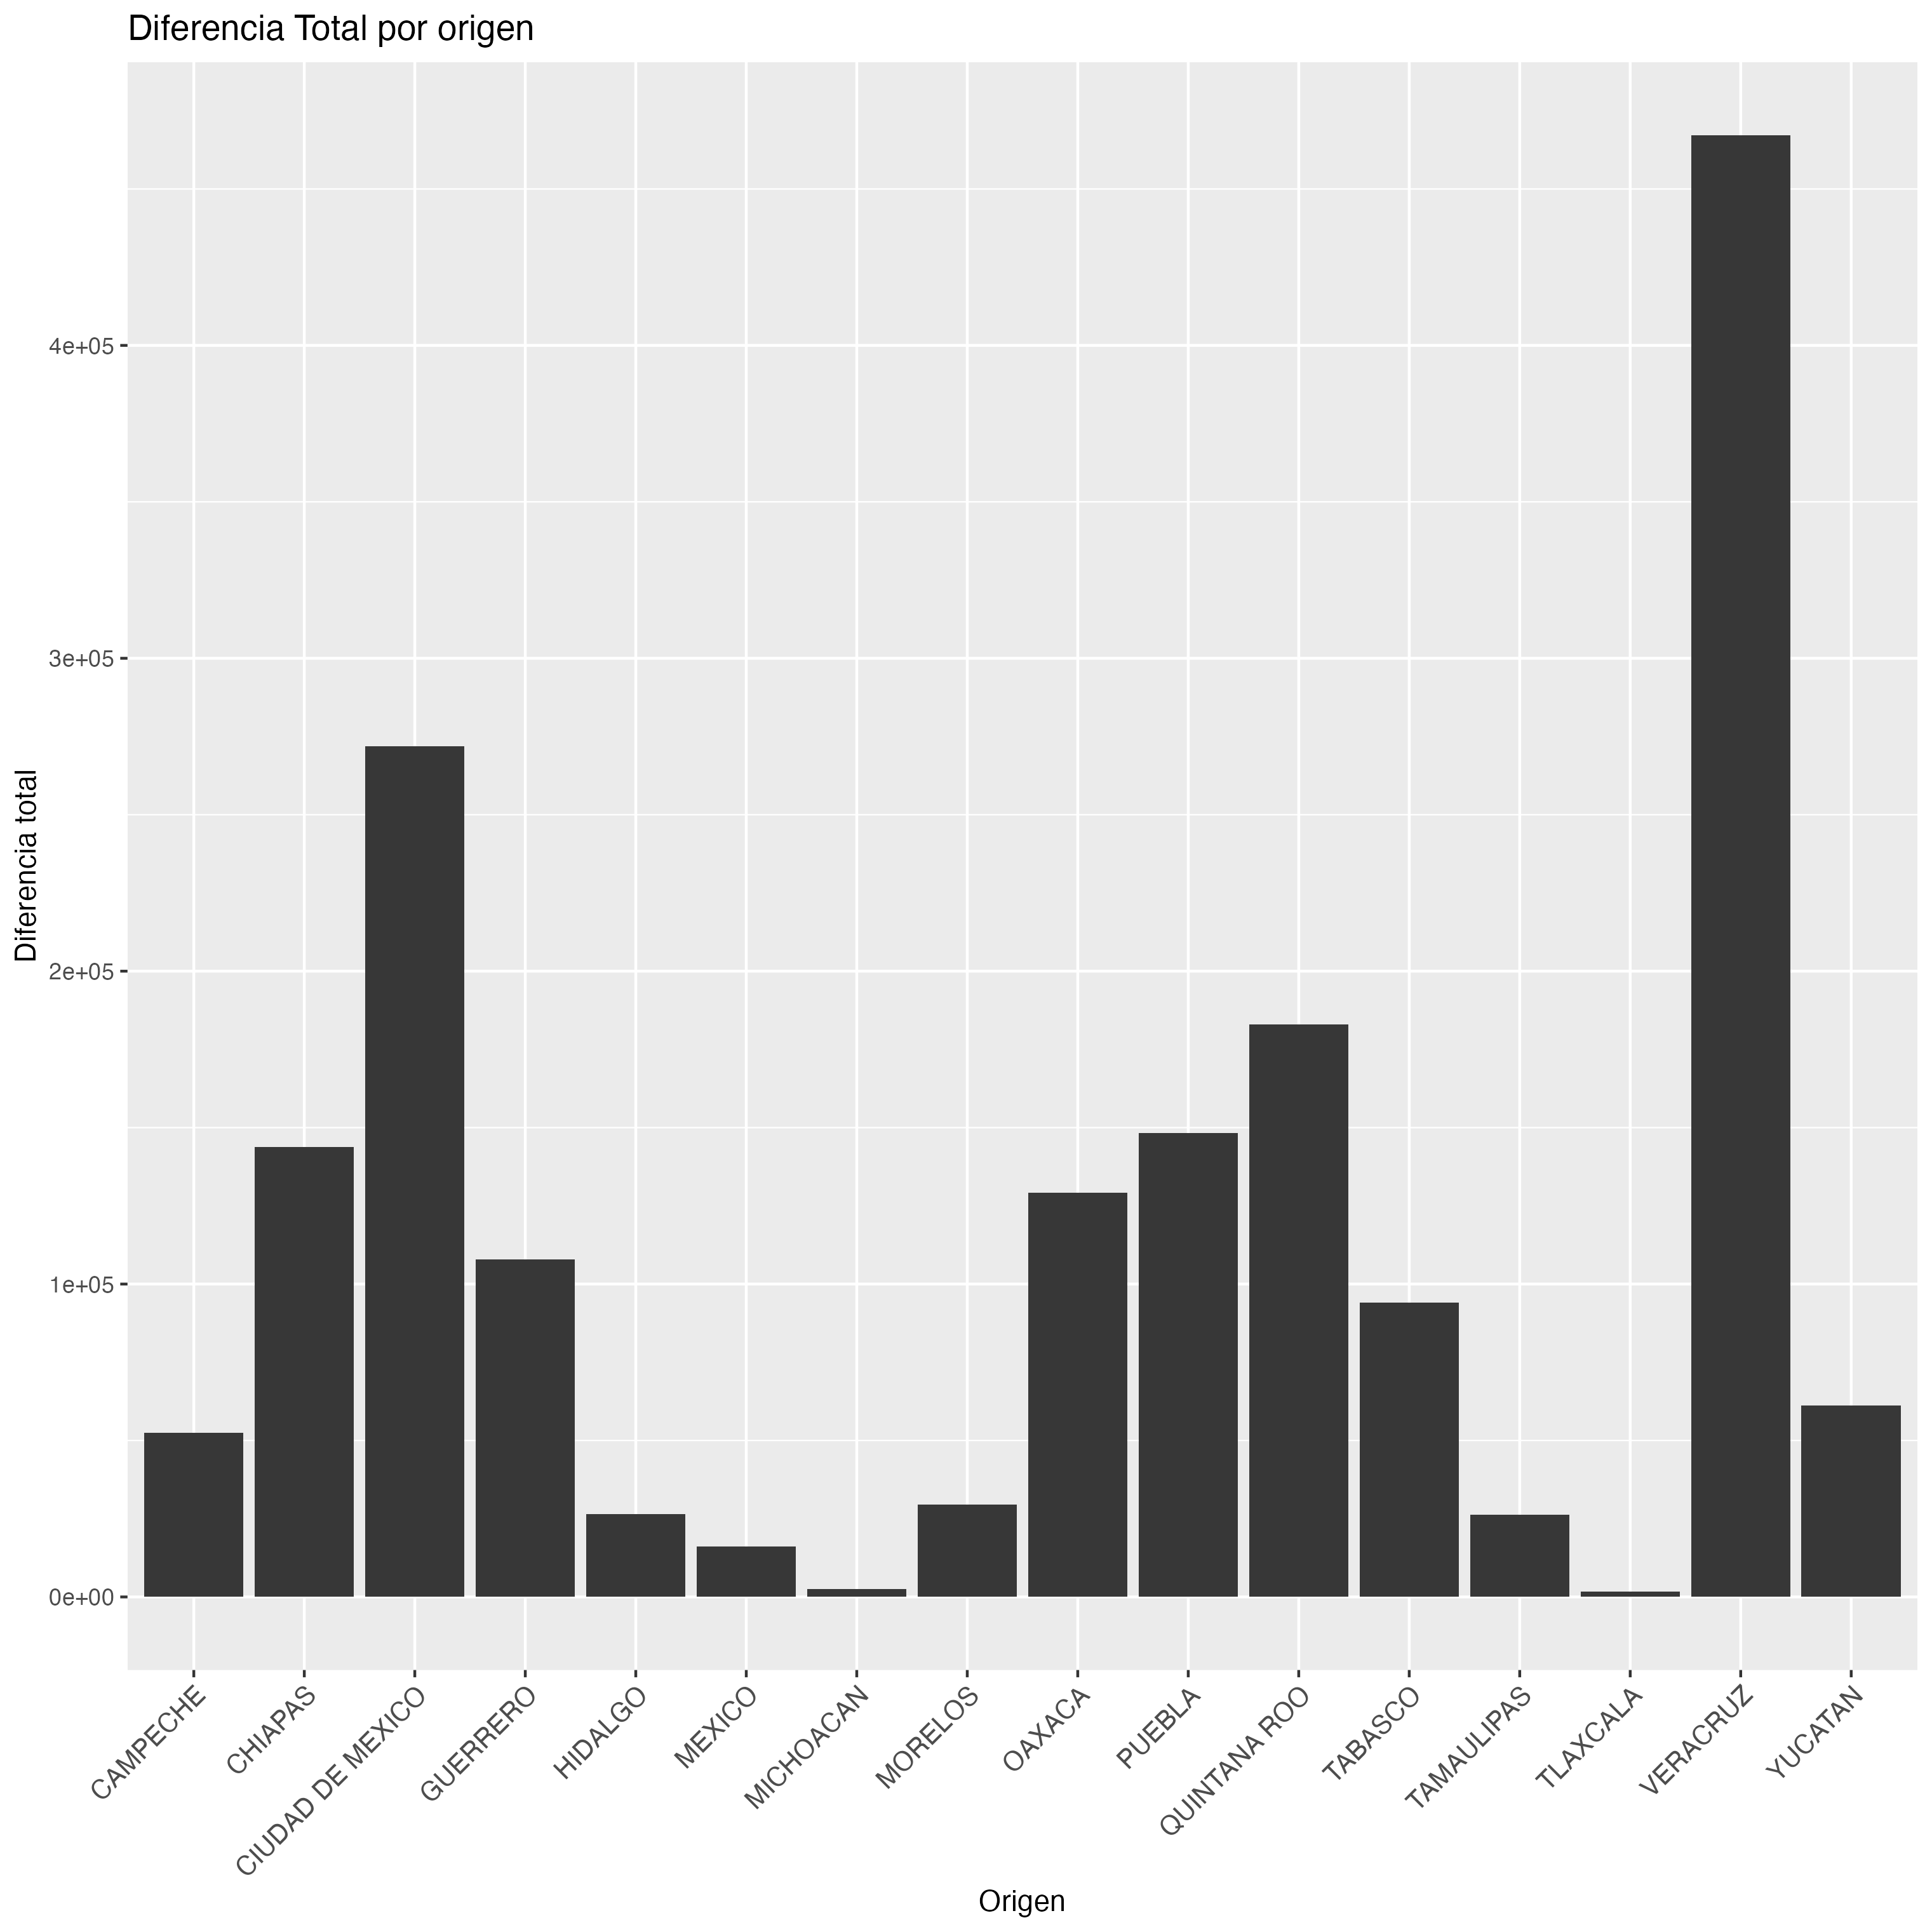 Diferencia Total por origen
Diferencia total
4e+05
3e+05
2e+05
1e+05
0e+00
CAMPECHE
CHIAPAS
CIUDAD DE MEXICO
GUERRERO
HIDALGO
MEXICO
MICHOACAN
MORELOS
OAXACA
PUEBLA
QUINTANA ROO
TABASCO
TAMAULIPAS
TLAXCALA
VERACRUZ
YUCATAN
Origen